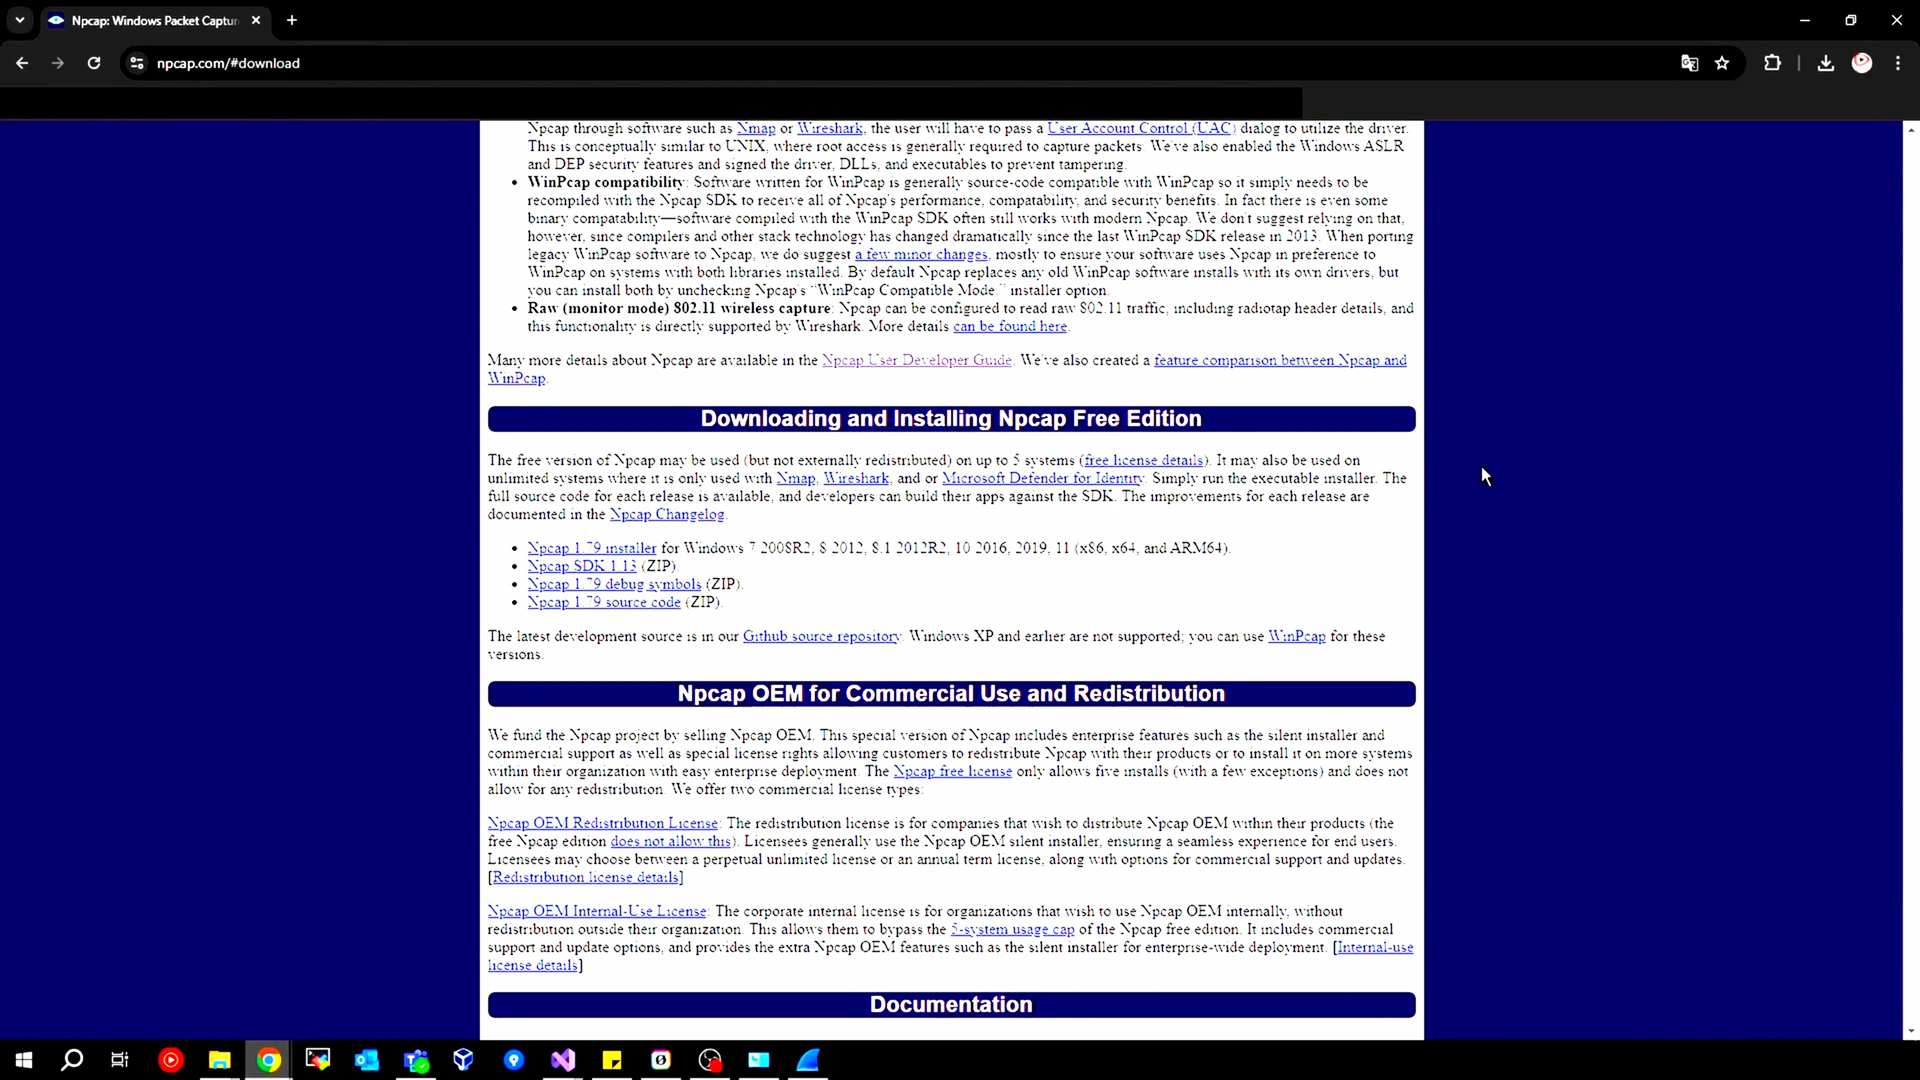 Npcap: Windows Packet Captur
npcap.com/#download
Npcap through software such as Nmap or Wireshark, the user will have to pass a User Account Control (UAC) dialog to utilize the driver.
This is conceptually similar to UNIX, where root access is generally required to capture packets. We've also enabled the Windows ASLR
and DEP security features and signed the driver, DLLs, and executables to prevent tampering.
• WinPcap compatibility: Software written for WinPcap is generally source-code compatible with WinPcap so it simply needs to be
recompiled with the Npcap SDK to receive all of Npcap's performance, compatability, and security benefits. In fact there is even some
binary compatability—software compiled with the WinPcap SDK often still works with modern Npcap. We don't suggest relying on that,
however, since compilers and other stack technology has changed dramatically since the last WinPcap SDK release in 2013. When porting
legacy WinPcap software to Npcap, we do suggest a few minor changes, mostly to ensure your software uses Npcap in preference to
WinPcap on systems with both libraries installed. By default Npcap replaces any old WinPcap software installs with its own drivers, but
you can install both by unchecking Npcap's "WinPcap Compatible Mode." installer option.
• Raw (monitor mode) 802.11 wireless capture: Npcap can be configured to read raw 802.11 traffic, including radiotap header details, and
this functionality is directly supported by Wireshark. More details can be found here.
Many more details about Npcap are available in the Npcap User Developer Guide. We've also created a feature comparison between Npcap and
WinPcap.
Downloading and Installing Npcap Free Edition
The free version of Npcap may be used (but not externally redistributed) on up to 5 systems (free license details). It may also be used on
unlimited systems where it is only used with Nmap, Wireshark, and or Microsoft Defender for Identity. Simply run the executable installer. The
full source code for each release is available, and developers can build their apps against the SDK. The improvements for each release are
documented in the Npcap Changelog.
• Npcap 1.79 installer for Windows 7 2008R2, 8 2012, 8.1 2012R2, 10 2016, 2019, 11 (x86, x64, and ARM64).
• Npcap SDK 1.13 (ZIP).
• Npcap 1.79 debug symbols (ZIP).
• Npcap 1.79 source code (ZIP).
The latest development source is in our Github source repository. Windows XP and earlier are not supported; you can use WinPcap for these
versions.
Npcap OEM for Commercial Use and Redistribution
We fund the Npcap project by selling Npcap OEM. This special version of Npcap includes enterprise features such as the silent installer and
commercial support as well as special license rights allowing customers to redistribute Npcap with their products or to install it on more systems
within their organization with easy enterprise deployment. The Npcap free license only allows five installs (with a few exceptions) and does not
allow for any redistribution. We offer two commercial license types:
Npcap OEM Redistribution License: The redistribution license is for companies that wish to distribute Npcap OEM within their products (the
free Npcap edition does not allow this). Licensees generally use the Npcap OEM silent installer, ensuring a seamless experience for end users.
Licensees may choose between a perpetual unlimited license or an annual term license, along with options for commercial support and updates.
[Redistribution license details]
Npcap OEM Internal-Use License: The corporate internal license is for organizations that wish to use Npcap OEM internally, without
redistribution outside their organization. This allows them to bypass the 5-system usage cap of the Npcap free edition. It includes commercial
support and update options, and provides the extra Npcap OEM features such as the silent installer for enterprise-wide deployment. [Internal-use
license details]
Documentation